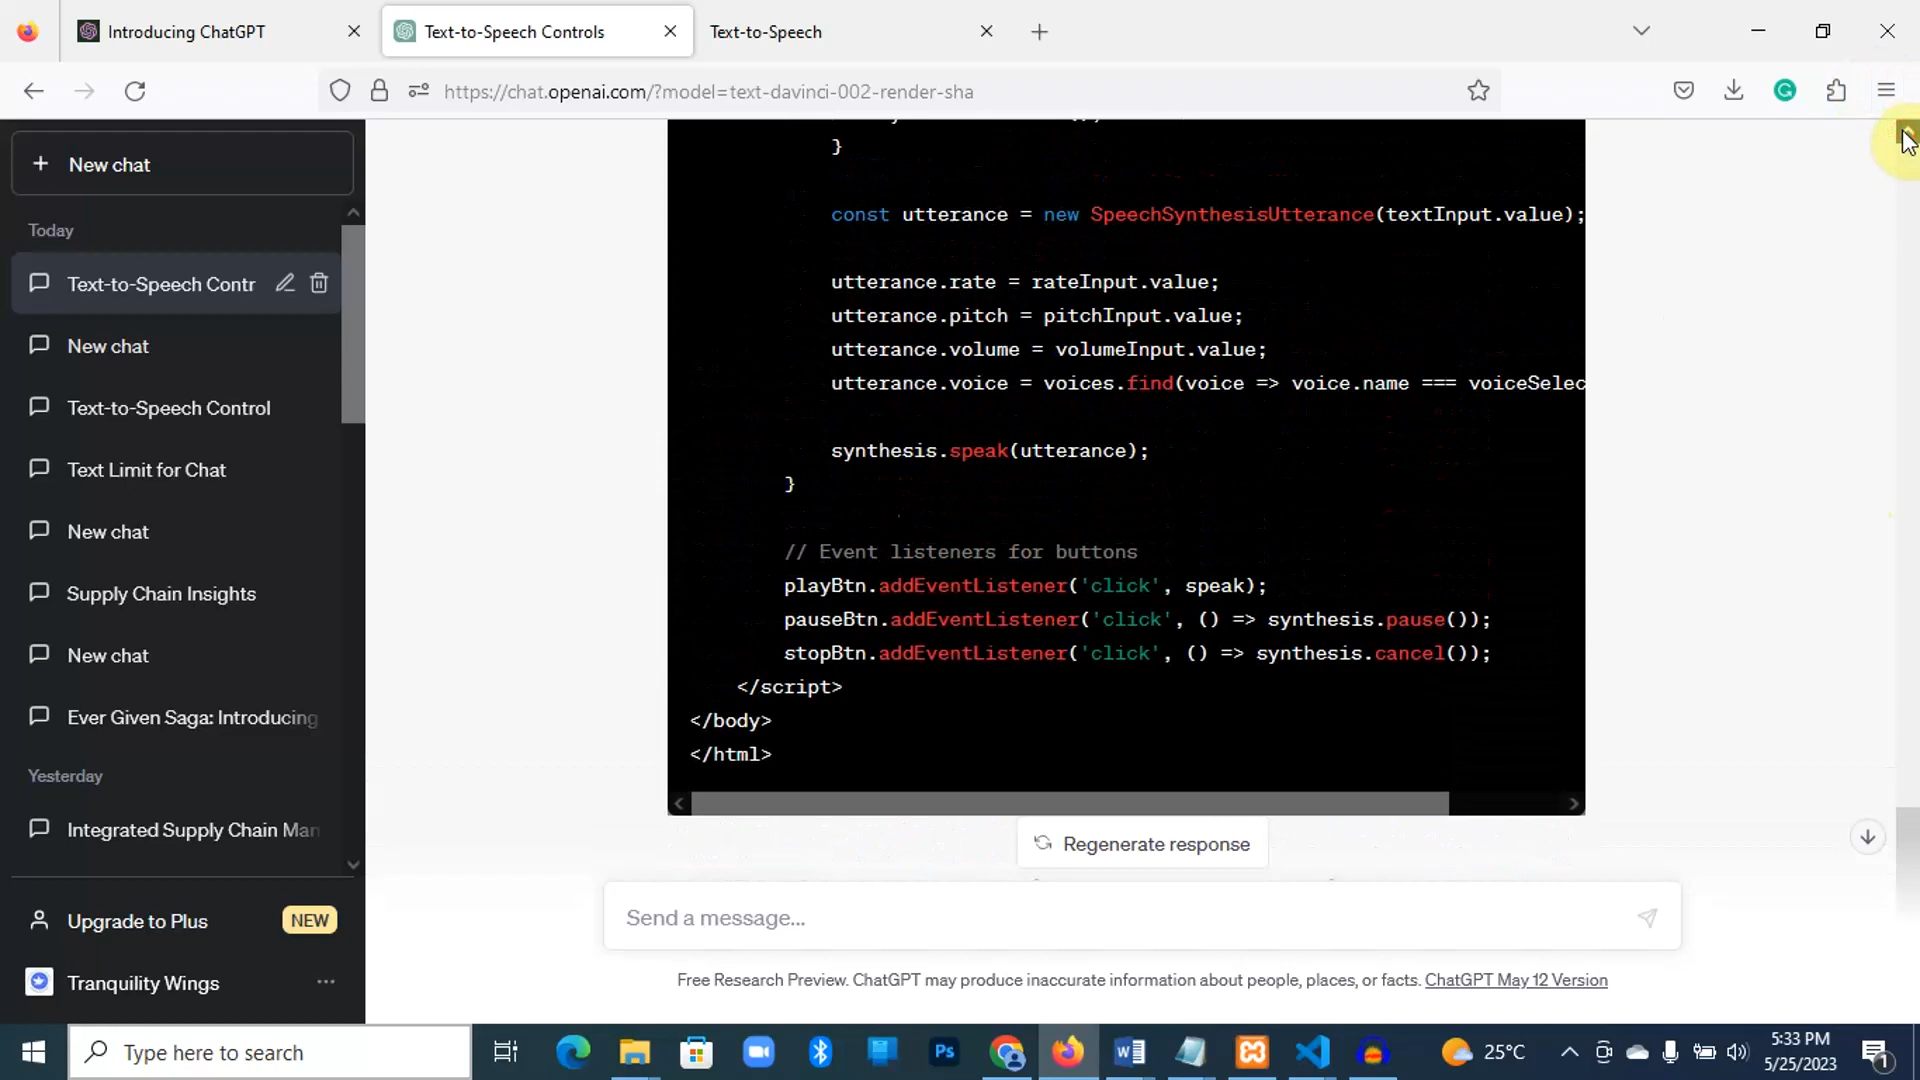 Introducing ChatGPT
Text-to-Speech Controls
Text-to-Speech
https://chat.openai.com/?model=text-davinci-002-render-sha
New chat
Today
Text-to-Speech Contr
New chat
Text-to-Speech Control
Text Limit for Chat
New chat
Supply Chain Insights
New chat
Ever Given Saga: Introducing
Yesterday
Integrated Supply Chain Man
Upgrade to Plus NEW
Tranquility Wings
}
const utterance = new SpeechSynthesisUtterance(textInput.value);
utterance.rate = rateInput.value;
utterance.pitch = pitchInput.value;
utterance.volume = volumeInput.value;
utterance.voice = voices.find(voice => voice.name === voiceSelec
synthesis.speak(utterance);
}
// Event listeners for buttons
playBtn.addEventListener('click', speak);
pauseBtn.addEventListener('click', () => synthesis.pause());
stopBtn.addEventListener('click', () => synthesis.cancel());
</script>
</body>
</html>
Regenerate response
Send a message...
Free Research Preview. ChatGPT may produce inaccurate information about people, places, or facts. ChatGPT May 12 Version
Type here to search
Ps
25°C
5:33 PM
5/25/2023
1